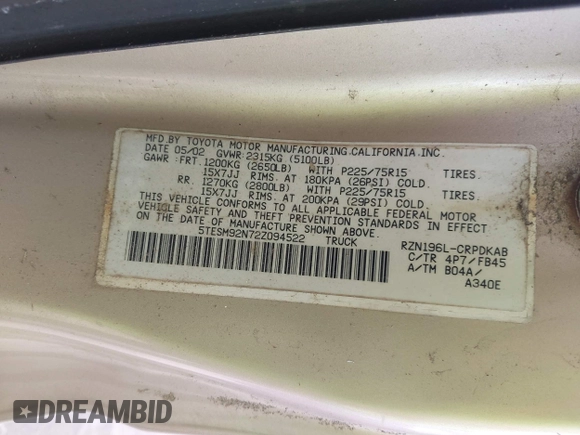 MFD BY TOYOTA MOTOR MANUFACTURING,CALIFORNIA,INC.
DATE 05/02 GVWR 2315KG (5100LB)
GAWR: FRT. 1200KG (2650LB) WITH P225/75R15 TIRES.
15X7JJ RIMS. AT 180KPA (26PSI) COLD.
RR. 1270KG (2800LB) WITH P225/75R15 TIRES.
15X7JJ RIMS. AT 200KPA (29PSI) COLD.
THIS VEHICLE CONFORMS TO ALL APPLICABLE FEDERAL MOTOR
VEHICLE SAFETY AND THEFT PREVENTION STANDARDS IN EFFECT
ON THE DATE OF MANUFACTURE SHOWN ABOVE.
5TESM92N72Z094522 TRUCK RZN196L-CRPDKAB
C/TR 4P7/FB45
A/TM B04A/
A340E
DREAMBID